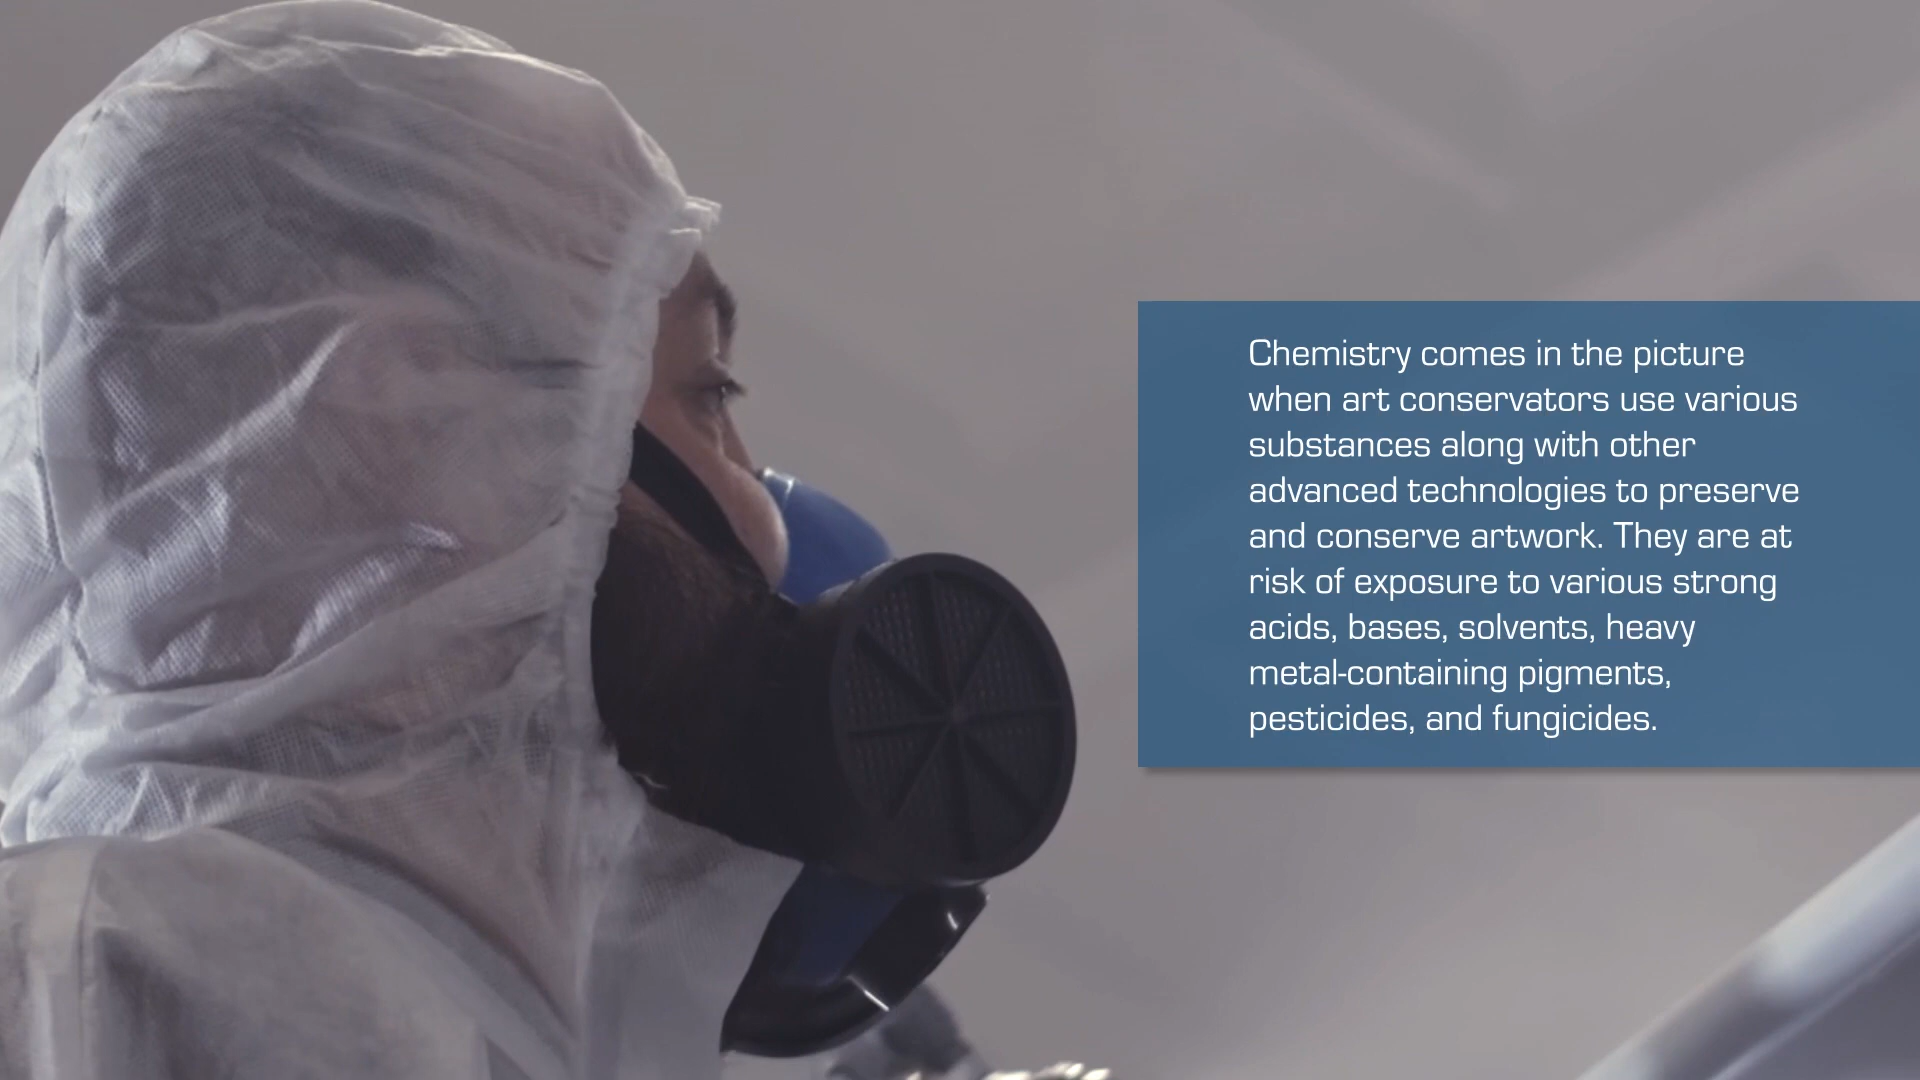 Chemistry comes in the picture
when art conservators use various
substances along with other
advanced technologies to preserve
and conserve artwork. They are at
risk of exposure to various strong
acids, bases, solvents, heavy
metal-containing pigments,
pesticides, and fungicides.